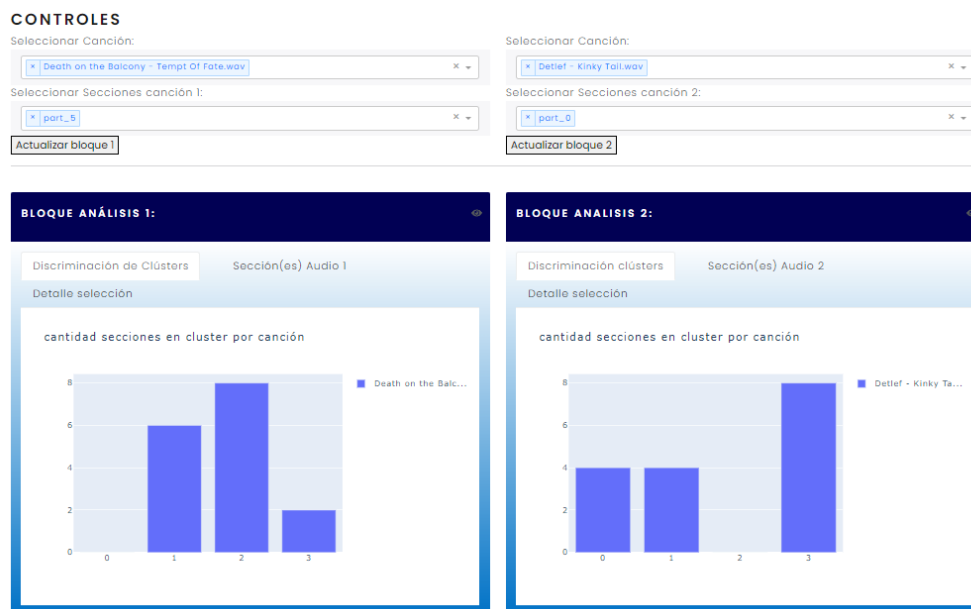 CONTROLES
Seleccionar Canción:
× Death on the Balcony - Tempt Of Fate.wav ×
Seleccionar Secciones canción 1:
× part_5 ×
Actualizar bloque 1
Seleccionar Canción:
× Detlef - Kinky Tail.wav ×
Seleccionar Secciones canción 2:
× part_0 ×
Actualizar bloque 2
BLOQUE ANÁLISIS 1:
Discriminación de Clústers Sección(es) Audio 1
Detalle selección
cantidad secciones en cluster por canción
Death on the Balc...
8
6
4
2
0
0 1 2 3
BLOQUE ANALISIS 2:
Discriminación clústers Sección(es) Audio 2
Detalle selección
cantidad secciones en cluster por canción
Detlef - Kinky Ta...
8
6
4
2
0
0 1 2 3